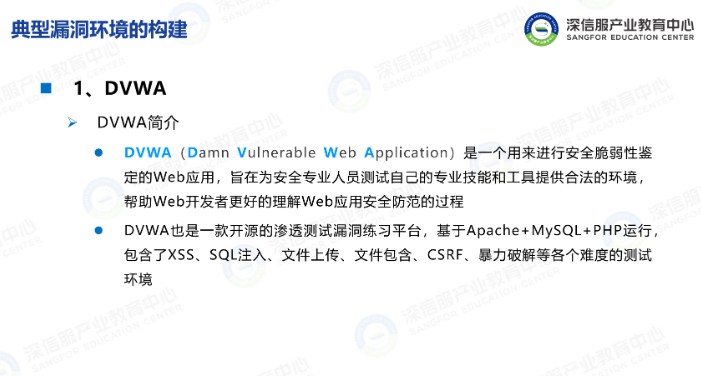 典型漏洞环境的构建
深信服产业教育中心
SANGFOR EDUCATION CENTER
1、DVWA
DVWA简介
DVWA（Damn Vulnerable Web Application）是一个用来进行安全脆弱性鉴
定的Web应用，旨在为安全专业人员测试自己的专业技能和工具提供合法的环境，
帮助Web开发者更好的理解Web应用安全防范的过程
DVWA也是一款开源的渗透测试漏洞练习平台，基于Apache+MySQL+PHP运行，
包含了XSS、SQL注入、文件上传、文件包含、CSRF、暴力破解等各个难度的测试
环境